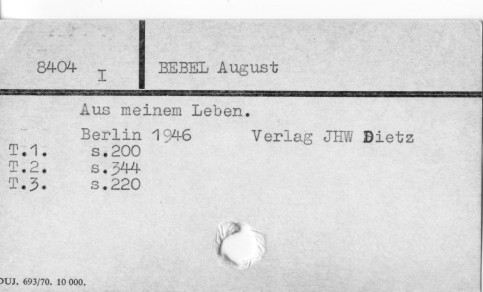 8404 I BEBEL August
Aus meinem Leben.
Berlin 1946 Verlag JHW Dietz
T.1. s.200
T.2. s.344
T.3. s.220
DUJ. 693/70. 10 000.